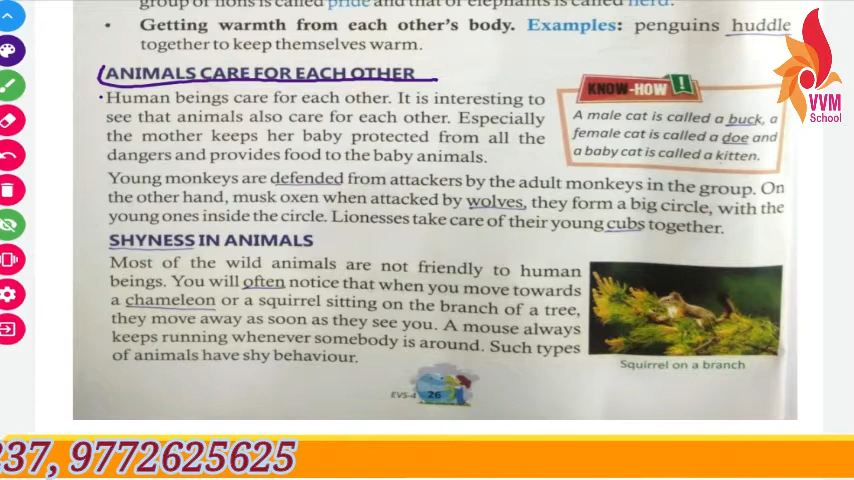 group of lions is called pride and that of elephants is called herd.
• Getting warmth from each other's body. Examples: penguins huddle
together to keep themselves warm.
ANIMALS CARE FOR EACH OTHER
Human beings care for each other. It is interesting to
see that animals also care for each other. Especially
the mother keeps her baby protected from all the
dangers and provides food to the baby animals.
KNOW-HOW !
A male cat is called a buck, a
female cat is called a doe and
a baby cat is called a kitten.
Young monkeys are defended from attackers by the adult monkeys in the group. On
the other hand, musk oxen when attacked by wolves, they form a big circle, with the
young ones inside the circle. Lionesses take care of their young cubs together.
SHYNESS IN ANIMALS
Most of the wild animals are not friendly to human
beings. You will often notice that when you move towards
a chameleon or a squirrel sitting on the branch of a tree,
they move away as soon as they see you. A mouse always
keeps running whenever somebody is around. Such types
of animals have shy behaviour.
Squirrel on a branch
EVS-4 26
VVM
School
237, 9772625625